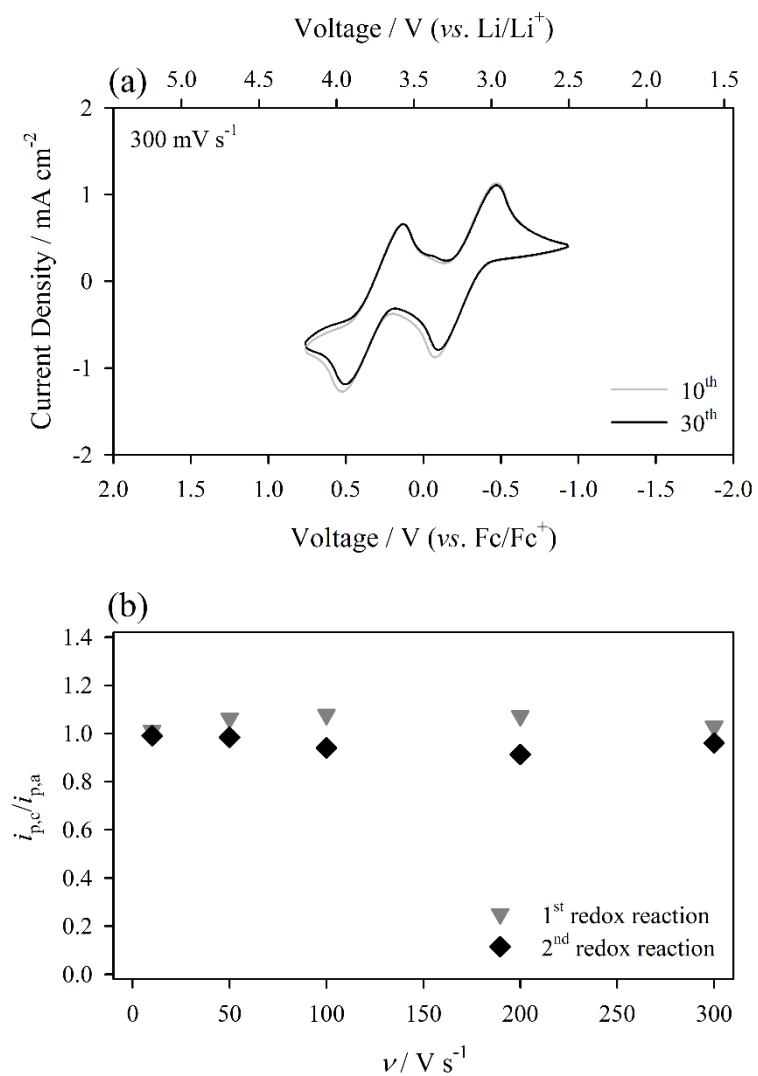 Voltage / V (vs. Li/Li⁺)
5.0 4.5 4.0 3.5 3.0 2.5 2.0 1.5
(a)
300 mV s⁻¹
Current Density / mA cm⁻²
2
1
0
-1
-2
10ᵗʰ
30ᵗʰ
2.0 1.5 1.0 0.5 0.0 -0.5 -1.0 -1.5 -2.0
Voltage / V (vs. Fc/Fc⁺)
(b)
iₚ,c/iₚ,a
1.4
1.2
1.0
0.8
0.6
0.4
0.2
0.0
1ˢᵗ redox reaction
2ⁿᵈ redox reaction
0 50 100 150 200 250 300
ν / V s⁻¹